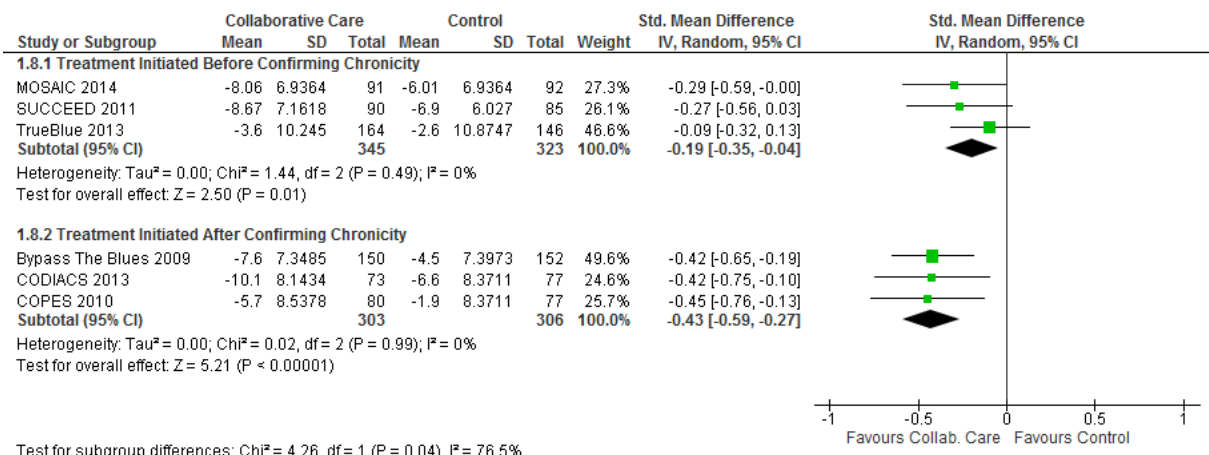 Collaborative Care Control Std. Mean Difference Std. Mean Difference
Study or Subgroup Mean SD Total Mean SD Total Weight IV, Random, 95% CI IV, Random, 95% CI
1.8.1 Treatment Initiated Before Confirming Chronicity
MOSAIC 2014 -8.06 6.9364 91 -6.01 6.9364 92 27.3% -0.29 [-0.59, -0.00]
SUCCEED 2011 -8.67 7.1618 90 -6.9 6.027 85 26.1% -0.27 [-0.56, 0.03]
TrueBlue 2013 -3.6 10.245 164 -2.6 10.8747 146 46.6% -0.09 [-0.32, 0.13]
Subtotal (95% CI) 345 323 100.0% -0.19 [-0.35, -0.04]
Heterogeneity: Tau² = 0.00; Chi² = 1.44, df = 2 (P = 0.49); I² = 0%
Test for overall effect: Z = 2.50 (P = 0.01)
1.8.2 Treatment Initiated After Confirming Chronicity
Bypass The Blues 2009 -7.6 7.3485 150 -4.5 7.3973 152 49.6% -0.42 [-0.65, -0.19]
CODIACS 2013 -10.1 8.1434 73 -6.6 8.3711 77 24.6% -0.42 [-0.75, -0.10]
COPES 2010 -5.7 8.5378 80 -1.9 8.3711 77 25.7% -0.45 [-0.76, -0.13]
Subtotal (95% CI) 303 306 100.0% -0.43 [-0.59, -0.27]
Heterogeneity: Tau² = 0.00; Chi² = 0.02, df = 2 (P = 0.99); I² = 0%
Test for overall effect: Z = 5.21 (P < 0.00001)
-1 -0.5 0 0.5 1
Favours Collab. Care Favours Control
Test for subgroup differences: Chi² = 4.26, df = 1 (P = 0.04), I² = 76.5%